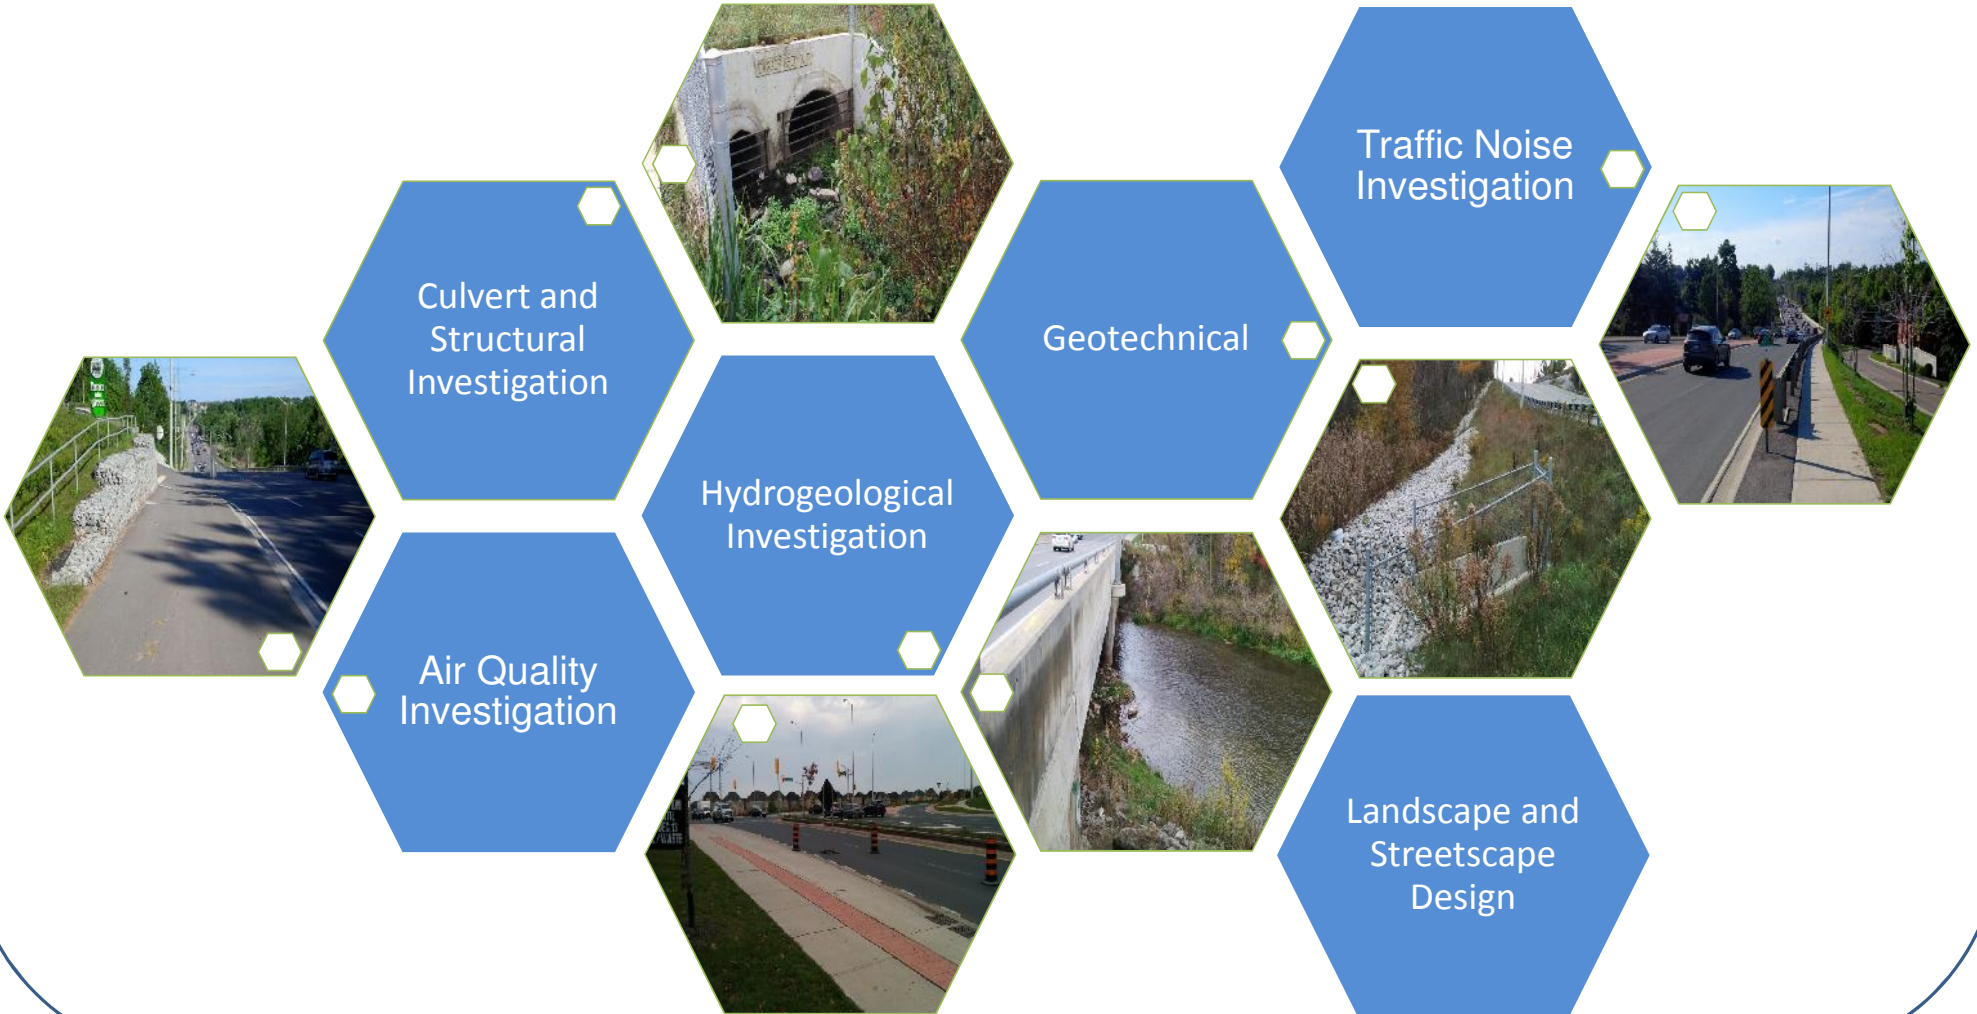 Traffic Noise
Investigation
Culvert and
Structural
Investigation
Geotechnical
Hydrogeological
Investigation
Air Quality
Investigation
Landscape and
Streetscape
Design